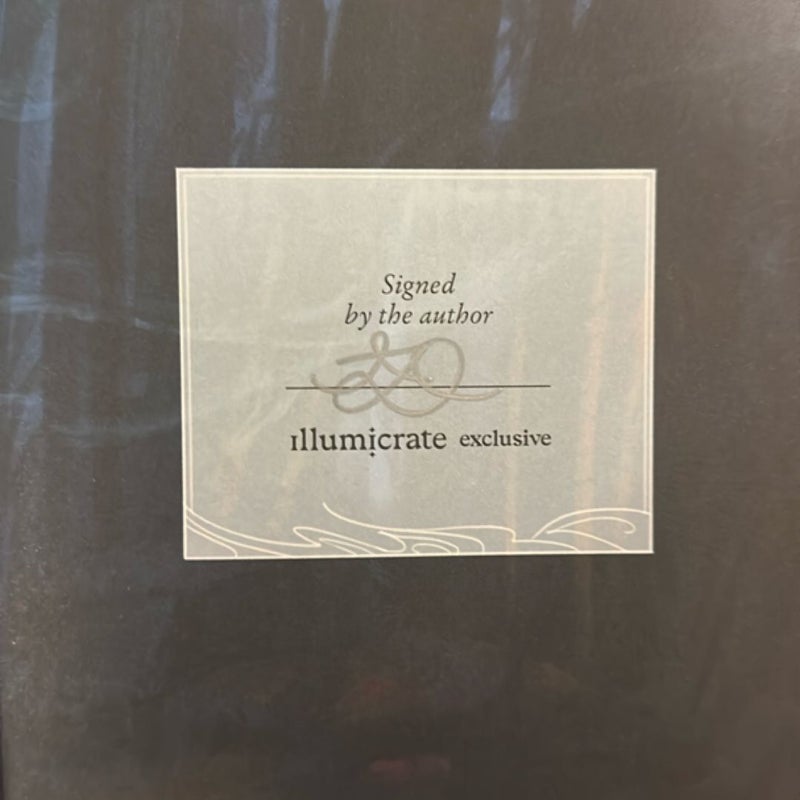 Signed
by the author
illumicrate exclusive